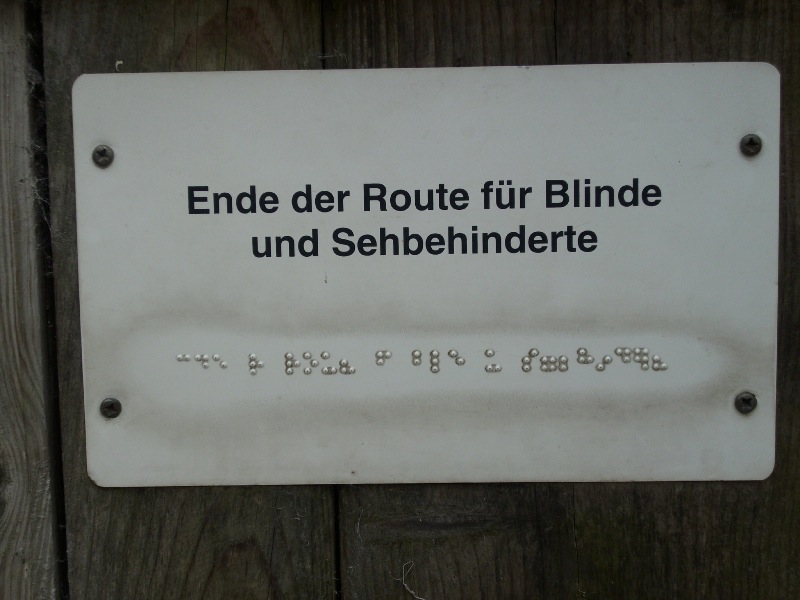 Ende der Route für Blinde
und Sehbehinderte